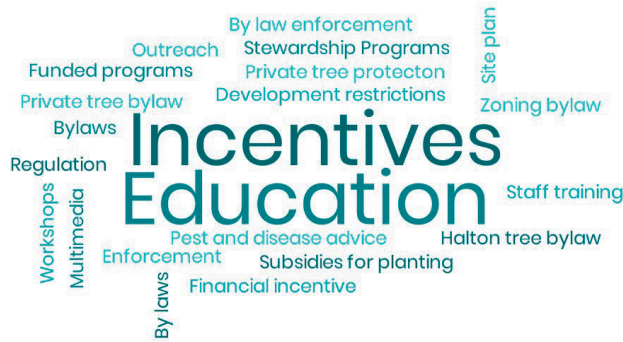 By law enforcement
Outreach
Stewardship Programs
Site plan
Funded programs
Private tree protecton
Private tree bylaw
Development restrictions
Zoning bylaw
Bylaws
Incentives
Regulation
Education
Staff training
Workshops
Multimedia
Pest and disease advice
Halton tree bylaw
Enforcement
Subsidies for planting
By laws
Financial incentive